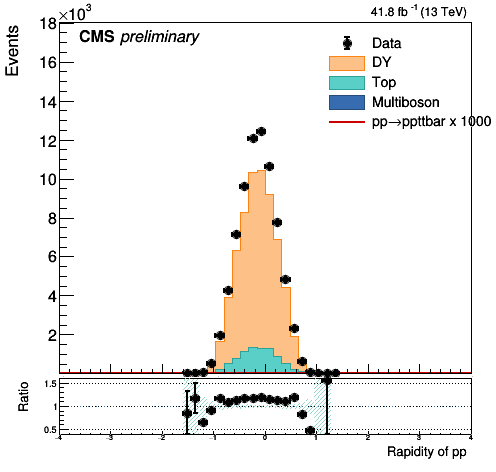 ×10³
41.8 fb⁻¹ (13 TeV)
CMS preliminary
Events
18
16
14
12
10
8
6
4
2
Data
DY
Top
Multiboson
pp→ppttbar x 1000
Ratio
1.5
1
0.5
-4 -3 -2 -1 0 1 2 3 4
Rapidity of pp